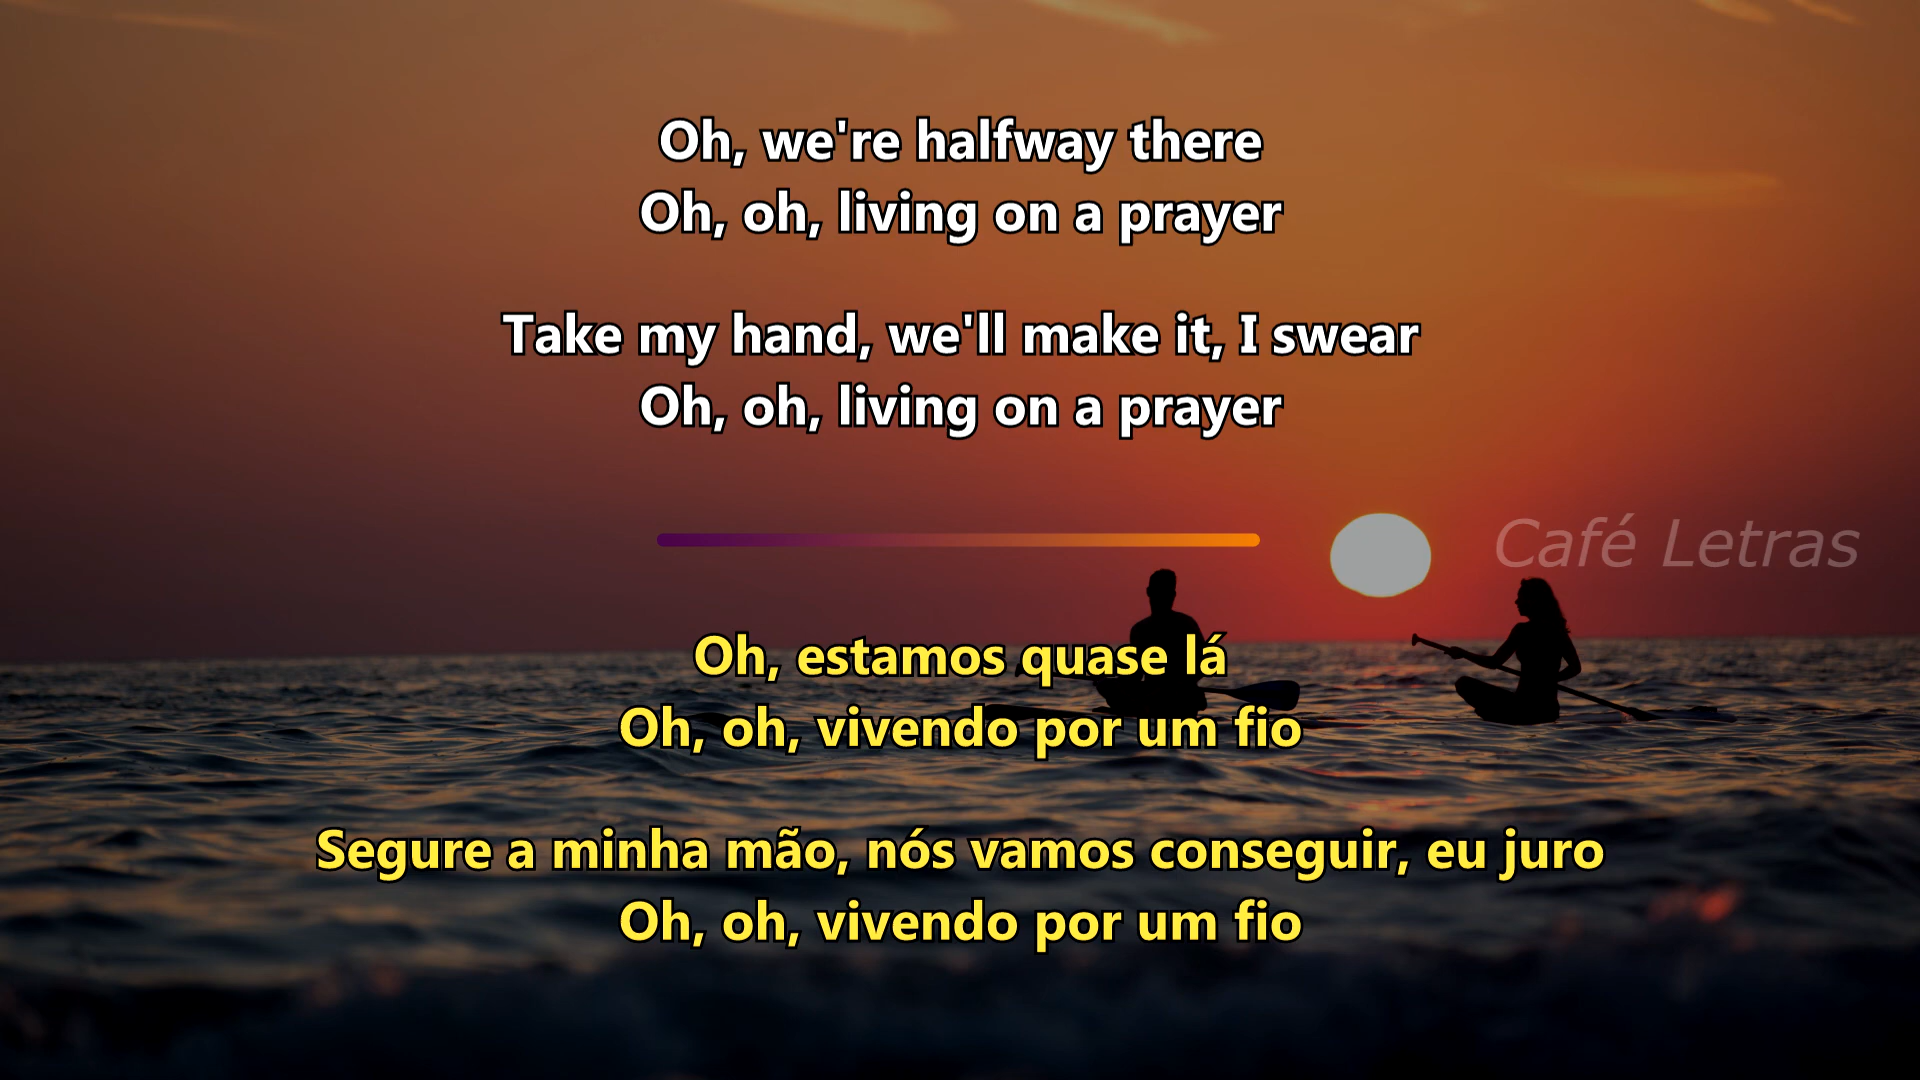 Oh, we're halfway there
Oh, oh, living on a prayer
Take my hand, we'll make it, I swear
Oh, oh, living on a prayer
Café Letras
Oh, estamos quase lá
Oh, oh, vivendo por um fio
Segure a minha mão, nós vamos conseguir, eu juro
Oh, oh, vivendo por um fio